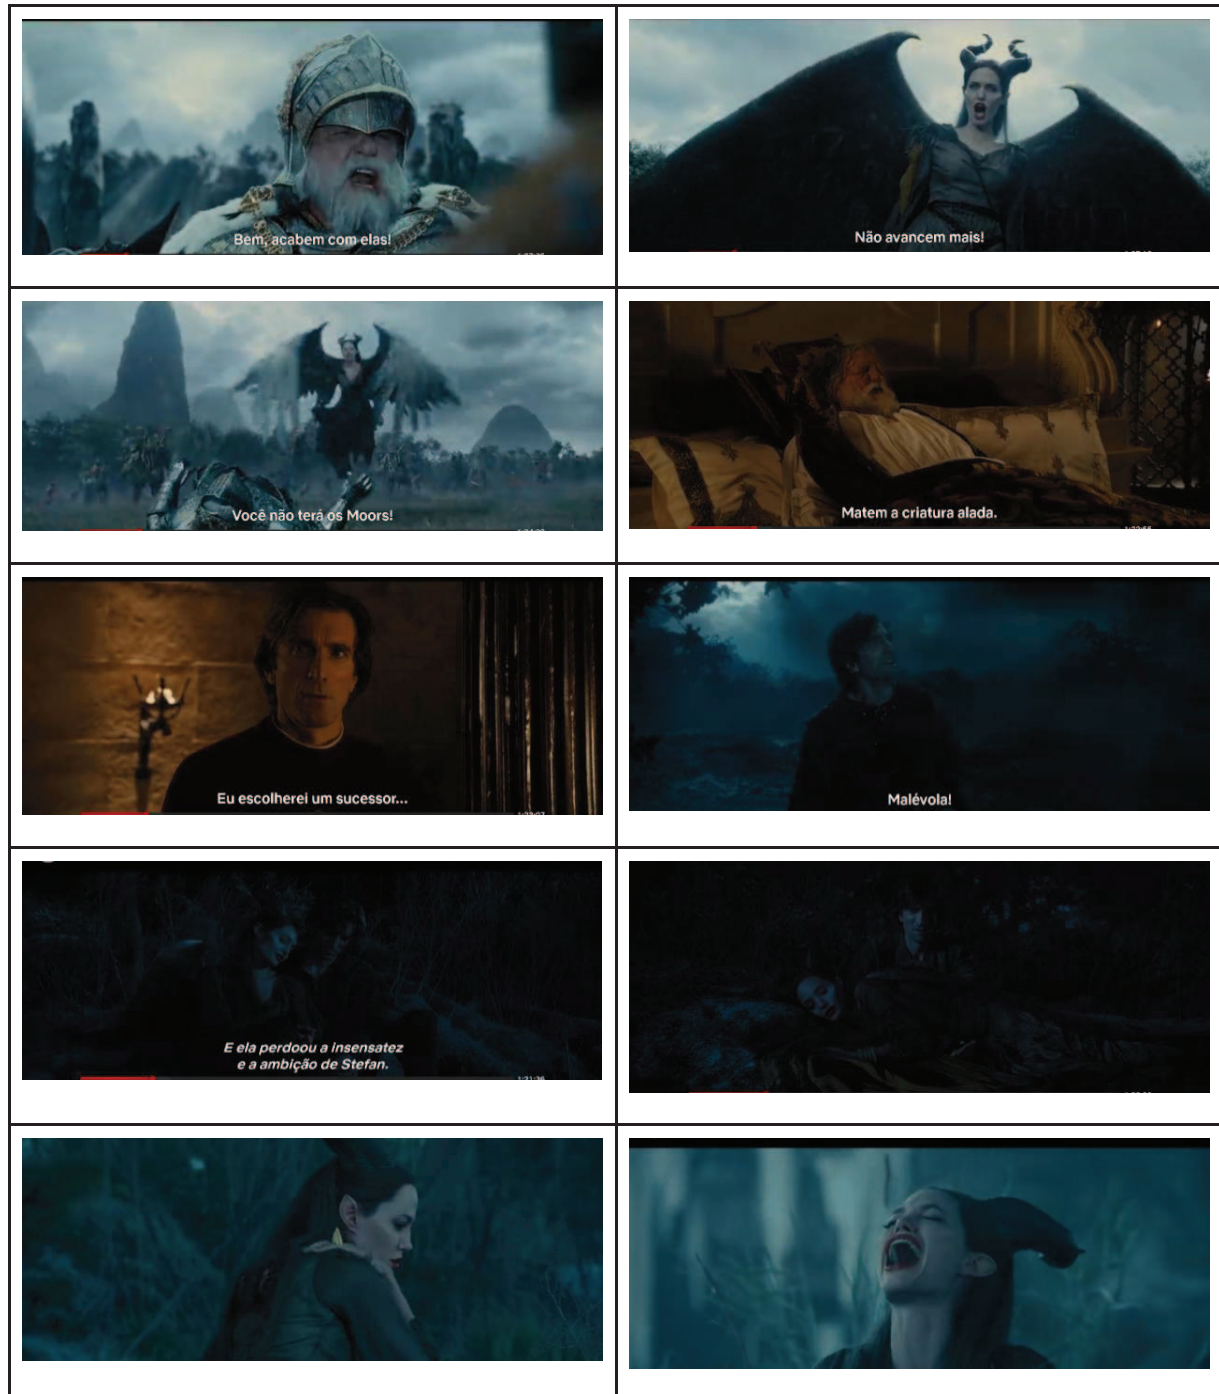 Bem, acabem com elas!
Não avancem mais!
Você não terá os Moors!
Matem a criatura alada.
Eu escolherei um sucessor...
Malévola!
E ela perdoou a insensatez
e a ambição de Stefan.